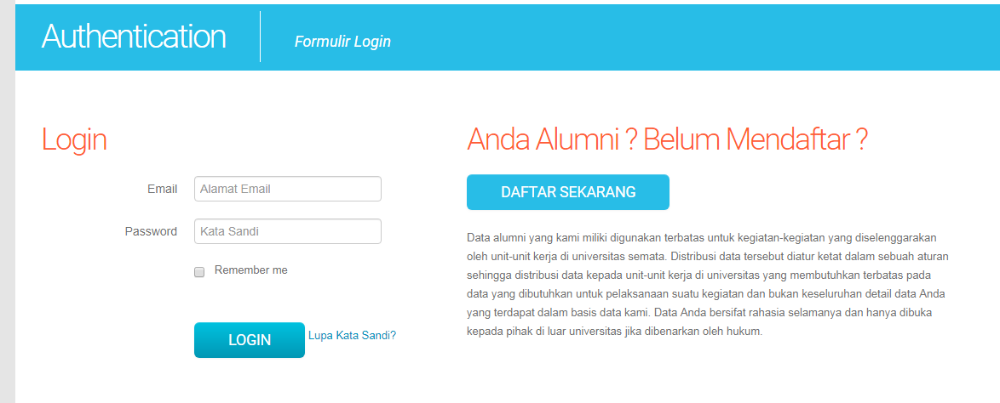 Authentication
Formulir Login
Login
Email
Alamat Email
Password
Kata Sandi
Remember me
LOGIN
Lupa Kata Sandi?
Anda Alumni ? Belum Mendaftar ?
DAFTAR SEKARANG
Data alumni yang kami miliki digunakan terbatas untuk kegiatan-kegiatan yang diselenggarakan
oleh unit-unit kerja di universitas semata. Distribusi data tersebut diatur ketat dalam sebuah aturan
sehingga distribusi data kepada unit-unit kerja di universitas yang membutuhkan terbatas pada
data yang dibutuhkan untuk pelaksanaan suatu kegiatan dan bukan keseluruhan detail data Anda
yang terdapat dalam basis data kami. Data Anda bersifat rahasia selamanya dan hanya dibuka
kepada pihak di luar universitas jika dibenarkan oleh hukum.